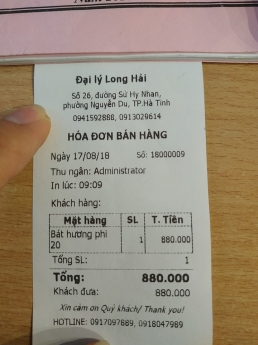 Đại lý Long Hải
Số 26, đường Sử Hy Nhan,
phường Nguyễn Du, TP.Hà Tĩnh
0941592888, 0913029614
HÓA ĐƠN BÁN HÀNG
Ngày 17/08/18 Số: 18000009
Thu ngân: Administrator
In lúc: 09:09
Khách hàng:
Mặt hàng SL T. Tiền
Bát hương phi 1 880.000
20
Tổng SL: 1
Tổng: 880.000
Khách đưa: 880.000
Xin cảm ơn Quý khách/ Thank you!
HOTLINE: 0917097689, 0918047989